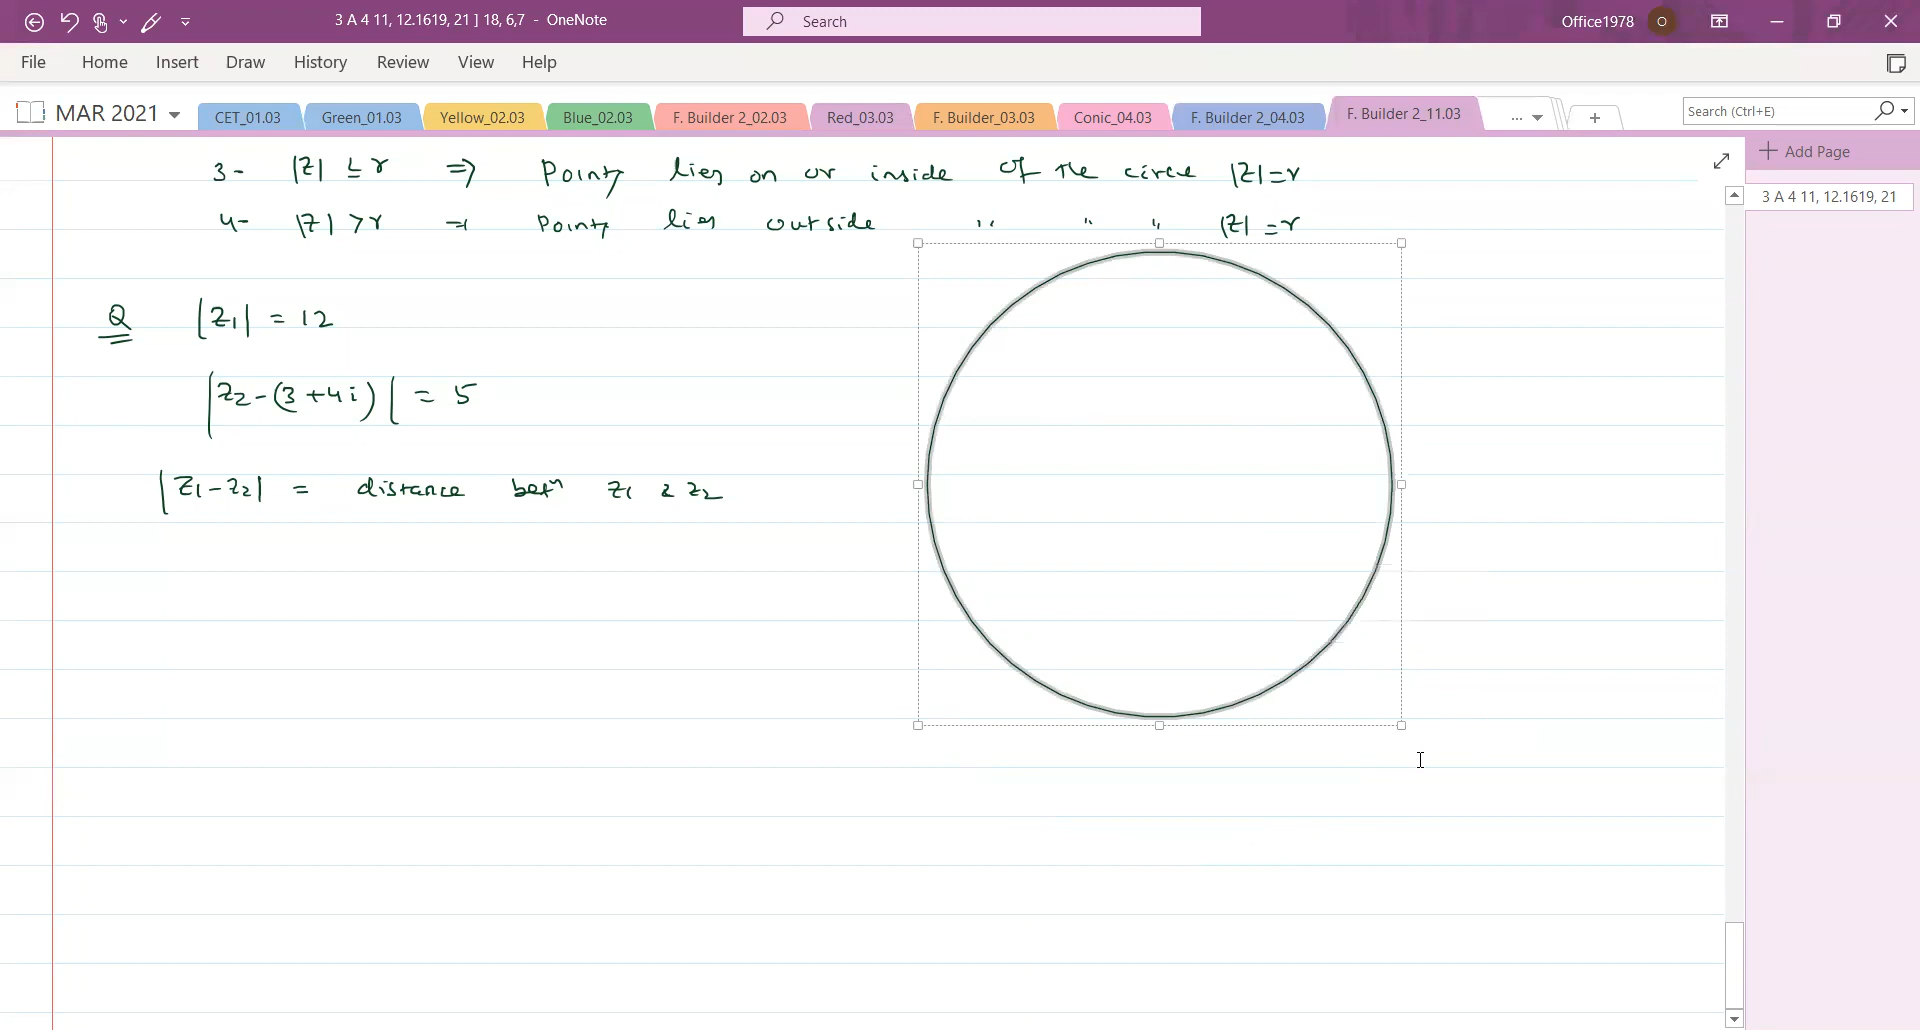 3 A 4 11, 12.1619, 21 ] 18, 6,7 - OneNote
Search
Office1978
O
File Home Insert Draw History Review View Help
MAR 2021
CET_01.03 Green_01.03 Yellow_02.03 Blue_02.03 F. Builder 2_02.03 Red_03.03 F. Builder_03.03 Conic_04.03 F. Builder 2_04.03 F. Builder 2_11.03 ... +
Search (Ctrl+E)
Add Page
3 A 4 11, 12.1619, 21
3- |z| ≤ r ⇒ Points lies on or inside of the circle |z|=r
4- |z| >r ⇒ Points lies outside " " " |z| =r
Q |z₁| = 12
|z₂-(3+4i)| = 5
|z₁-z₂| = distance betⁿ z₁ & z₂